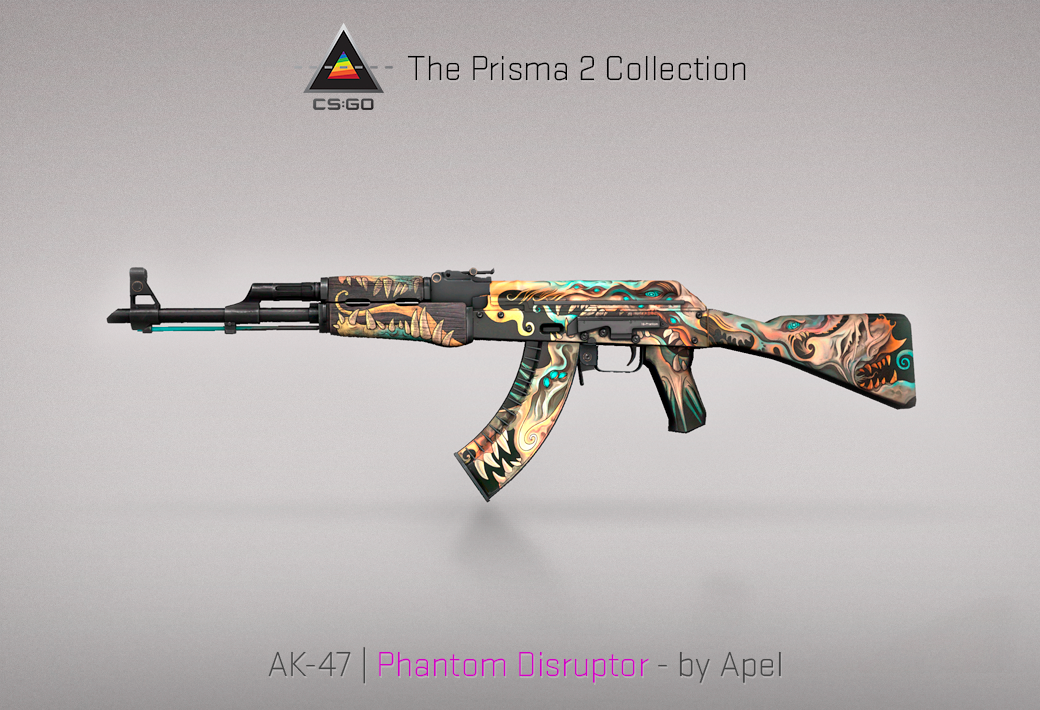 The Prisma 2 Collection
CS:GO
AK-47 | Phantom Disruptor - by Apel